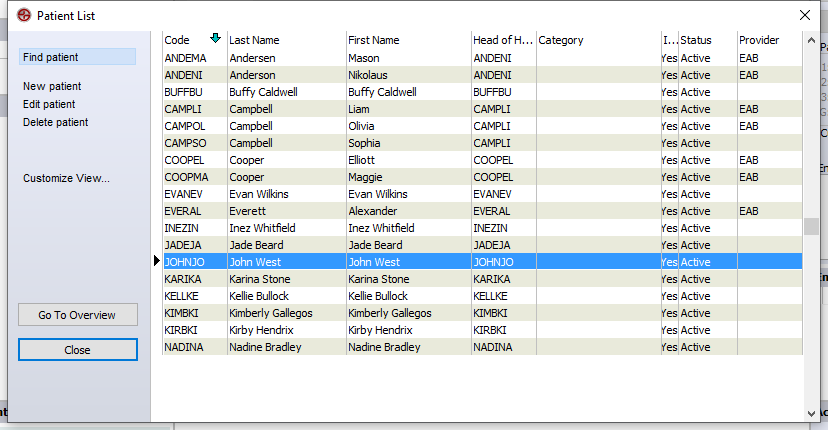 Patient List
Find patient
New patient
Edit patient
Delete patient
Customize View...
Go To Overview
Close
Code Last Name First Name Head of H... Category I... Status Provider
ANDEMA Andersen Mason ANDENI Yes Active EAB
ANDENI Anderson Nikolaus ANDENI Yes Active EAB
BUFFBU Buffy Caldwell Buffy Caldwell BUFFBU Yes Active
CAMPLI Campbell Liam CAMPLI Yes Active EAB
CAMPOL Campbell Olivia CAMPLI Yes Active EAB
CAMPSO Campbell Sophia CAMPLI Yes Active
COOPEL Cooper Elliott COOPEL Yes Active EAB
COOPMA Cooper Maggie COOPEL Yes Active EAB
EVANEV Evan Wilkins Evan Wilkins EVANEV Yes Active
EVERAL Everett Alexander EVERAL Yes Active EAB
INEZIN Inez Whitfield Inez Whitfield INEZIN Yes Active
JADEJA Jade Beard Jade Beard JADEJA Yes Active
JOHNJO John West John West JOHNJO Yes Active
KARIKA Karina Stone Karina Stone KARIKA Yes Active
KELLKE Kellie Bullock Kellie Bullock KELLKE Yes Active
KIMBKI Kimberly Gallegos Kimberly Gallegos KIMBKI Yes Active
KIRBKI Kirby Hendrix Kirby Hendrix KIRBKI Yes Active
NADINA Nadine Bradley Nadine Bradley NADINA Yes Active